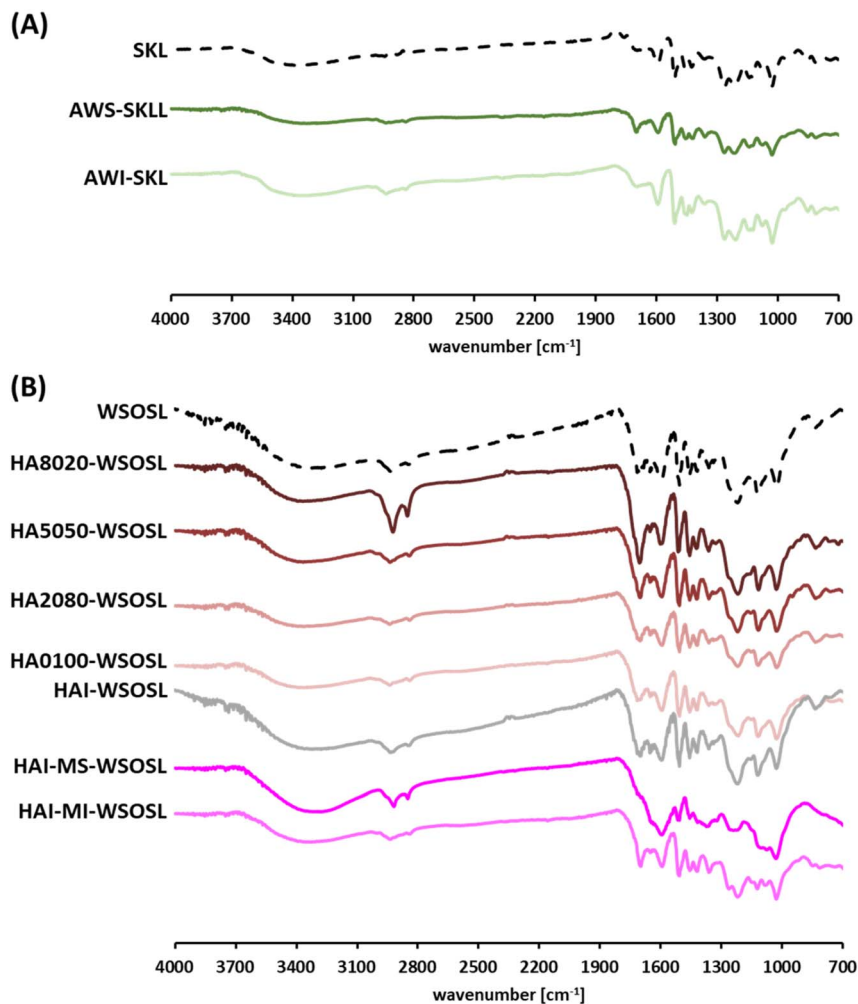 (A)
SKL
AWS-SKLL
AWI-SKL
4000 3700 3400 3100 2800 2500 2200 1900 1600 1300 1000 700
wavenumber [cm⁻¹]
(B)
WSOSL
HA8020-WSOSL
HA5050-WSOSL
HA2080-WSOSL
HA0100-WSOSL
HAI-WSOSL
HAI-MS-WSOSL
HAI-MI-WSOSL
4000 3700 3400 3100 2800 2500 2200 1900 1600 1300 1000 700
wavenumber [cm⁻¹]